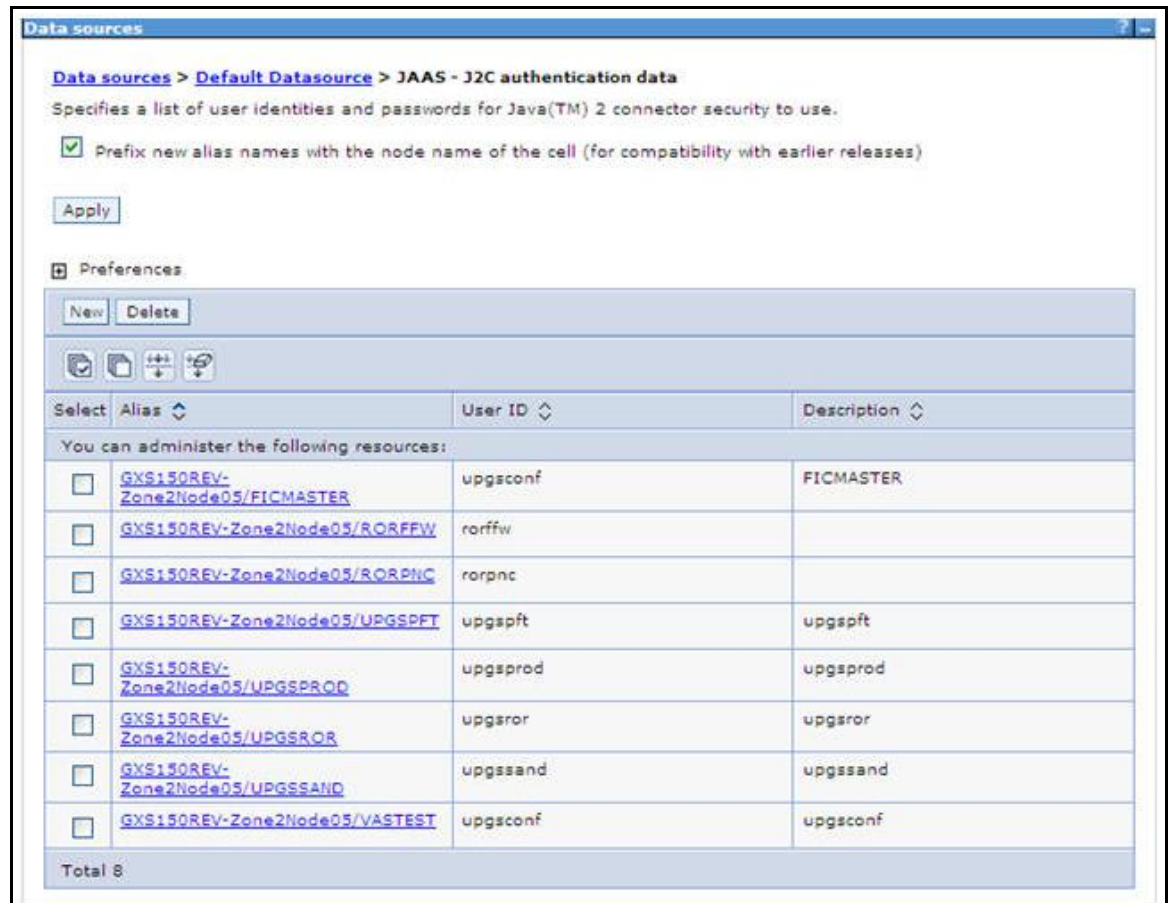 Data sources ? -
Data sources > Default Datasource > JAAS - J2C authentication data
Specifies a list of user identities and passwords for Java(TM) 2 connector security to use.
Prefix new alias names with the node name of the cell (for compatibility with earlier releases)
Apply
+ Preferences
New Delete
Select Alias User ID Description
You can administer the following resources:
GXS150REV-
Zone2Node05/FICMASTER upgsconf FICMASTER
GXS150REV-Zone2Node05/RORFFW rorffw
GXS150REV-Zone2Node05/RORPNC rorpnc
GXS150REV-Zone2Node05/UPGSPFT upgspft upgspft
GXS150REV-
Zone2Node05/UPGSPROD upgsprod upgsprod
GXS150REV-
Zone2Node05/UPGSROR upgsror upgsror
GXS150REV-
Zone2Node05/UPGSSAND upgssand upgssand
GXS150REV-Zone2Node05/VASTEST upgsconf upgsconf
Total 8